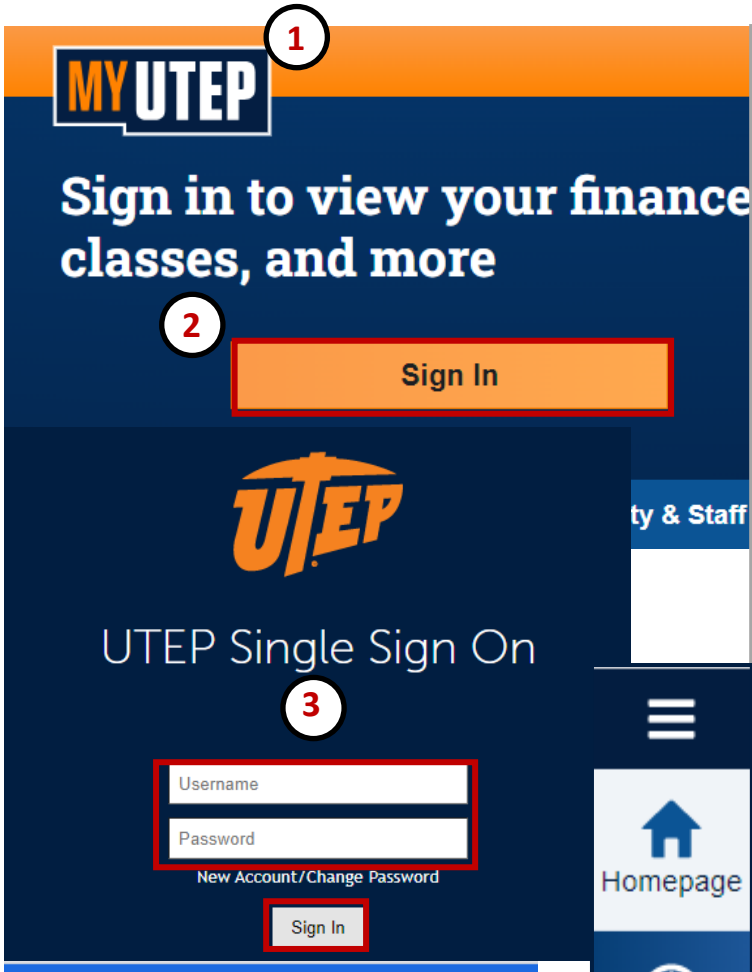 1
MY UTEP
Sign in to view your finance
classes, and more
2
Sign In
UTEP
ty & Staff
UTEP Single Sign On
3
Username
Password
New Account/Change Password
Sign In
Homepage